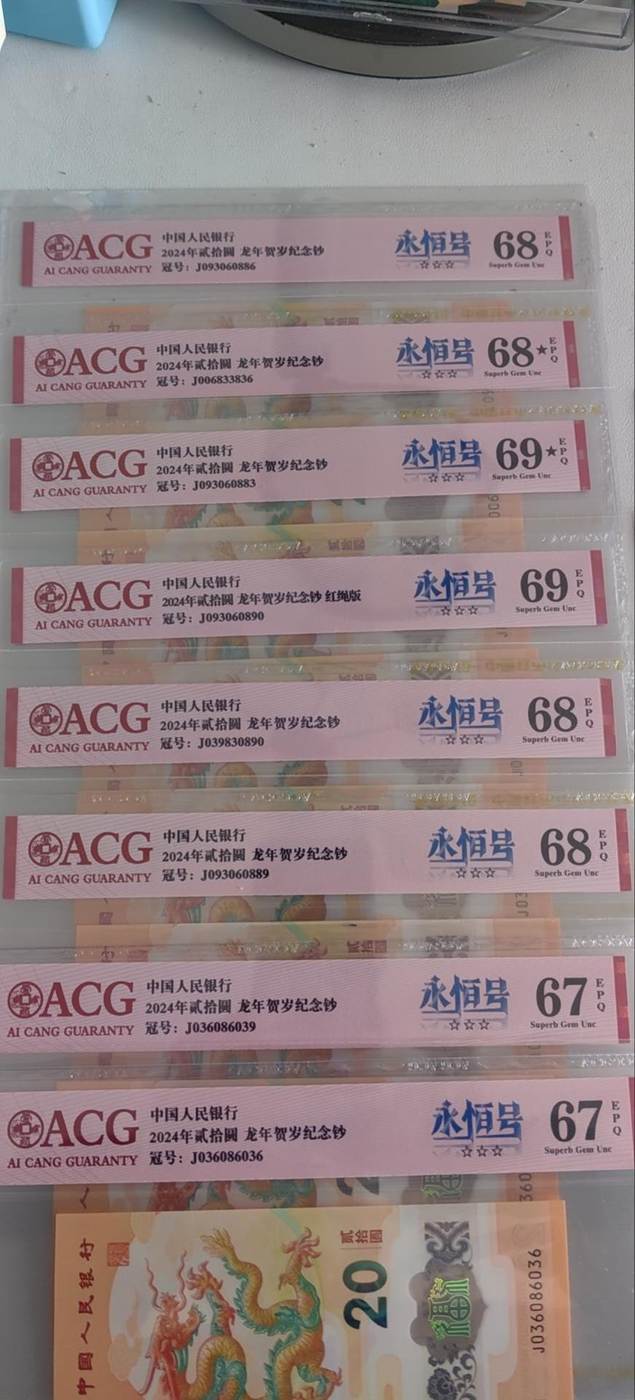 ACG
AI CANG GUARANTY
中国人民银行
2024年贰拾圆 龙年贺岁纪念钞
冠号: J093060886
永恒号
☆☆☆
68
EPQ
Superb Gem Unc
ACG
AI CANG GUARANTY
中国人民银行
2024年贰拾圆 龙年贺岁纪念钞
冠号: J006833836
永恒号
☆☆☆
68★
EPQ
Superb Gem Unc
ACG
AI CANG GUARANTY
中国人民银行
2024年贰拾圆 龙年贺岁纪念钞
冠号: J093060883
永恒号
☆☆☆
69★
EPQ
Superb Gem Unc
ACG
AI CANG GUARANTY
中国人民银行
2024年贰拾圆 龙年贺岁纪念钞 红绳版
冠号: J093060890
永恒号
☆☆☆
69
EPQ
Superb Gem Unc
ACG
AI CANG GUARANTY
中国人民银行
2024年贰拾圆 龙年贺岁纪念钞
冠号: J039830890
永恒号
☆☆☆
68
EPQ
Superb Gem Unc
ACG
AI CANG GUARANTY
中国人民银行
2024年贰拾圆 龙年贺岁纪念钞
冠号: J093060889
永恒号
☆☆☆
68
EPQ
Superb Gem Unc
ACG
AI CANG GUARANTY
中国人民银行
2024年贰拾圆 龙年贺岁纪念钞
冠号: J036086039
永恒号
☆☆☆
67
EPQ
Superb Gem Unc
ACG
AI CANG GUARANTY
中国人民银行
2024年贰拾圆 龙年贺岁纪念钞
冠号: J036086036
永恒号
☆☆☆
67
EPQ
Superb Gem Unc
中国人民银行
贰拾圆
20
J036086036